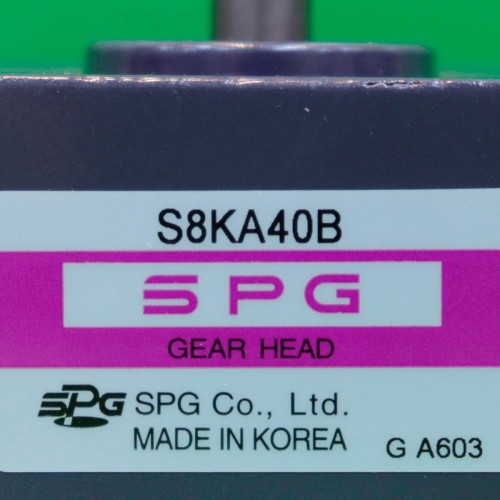 S8KA40B
SPG
GEAR HEAD
SPG SPG Co., Ltd.
MADE IN KOREA
G A603